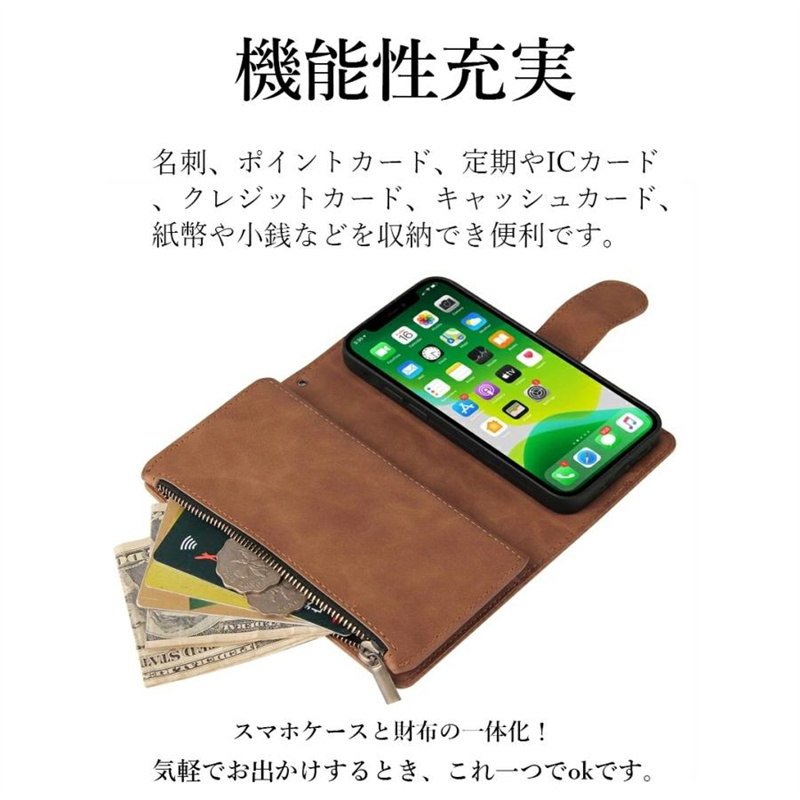 機能性充実
名刺、ポイントカード、定期やICカード
、クレジットカード、キャッシュカード、
紙幣や小銭などを収納でき便利です。
スマホケースと財布の一体化！
気軽でお出かけするとき、これ一つでokです。